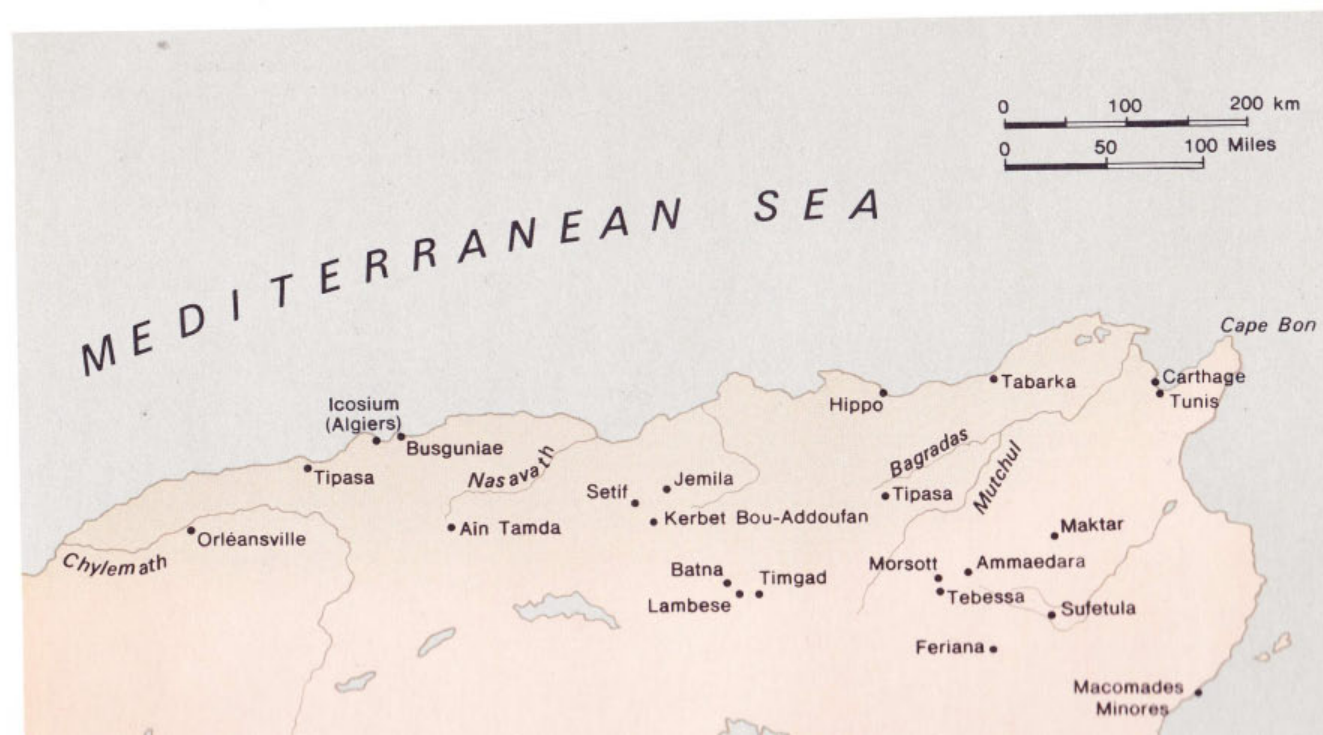 0 100 200 km
0 50 100 Miles
MEDITERRANEAN SEA
Cape Bon
Carthage
Tunis
Tabarka
Hippo
Icosium
(Algiers)
Busguniae
Tipasa
Nasavath
Bagradas
Mutchul
Jemila
Setif
Tipasa
Kerbet Bou-Addoufan
Ain Tamda
Orléansville
Chylemath
Maktar
Morsott
Ammaedara
Batna
Timgad
Lambese
Tebessa
Sufetula
Feriana
Macomades
Minores